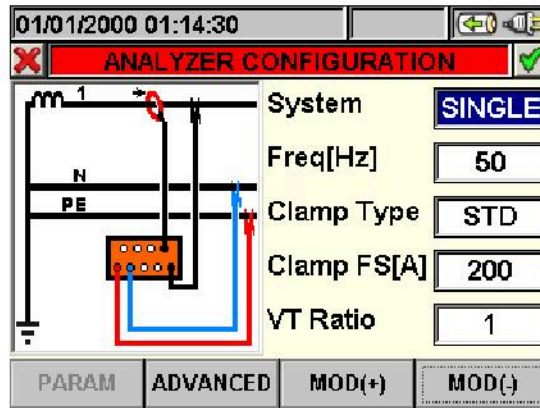 01/01/2000 01:14:30
ANALYZER CONFIGURATION
1
N
PE
System SINGLE
Freq[Hz] 50
Clamp Type STD
Clamp FS[A] 200
VT Ratio 1
PARAM ADVANCED MOD(+) MOD(-)